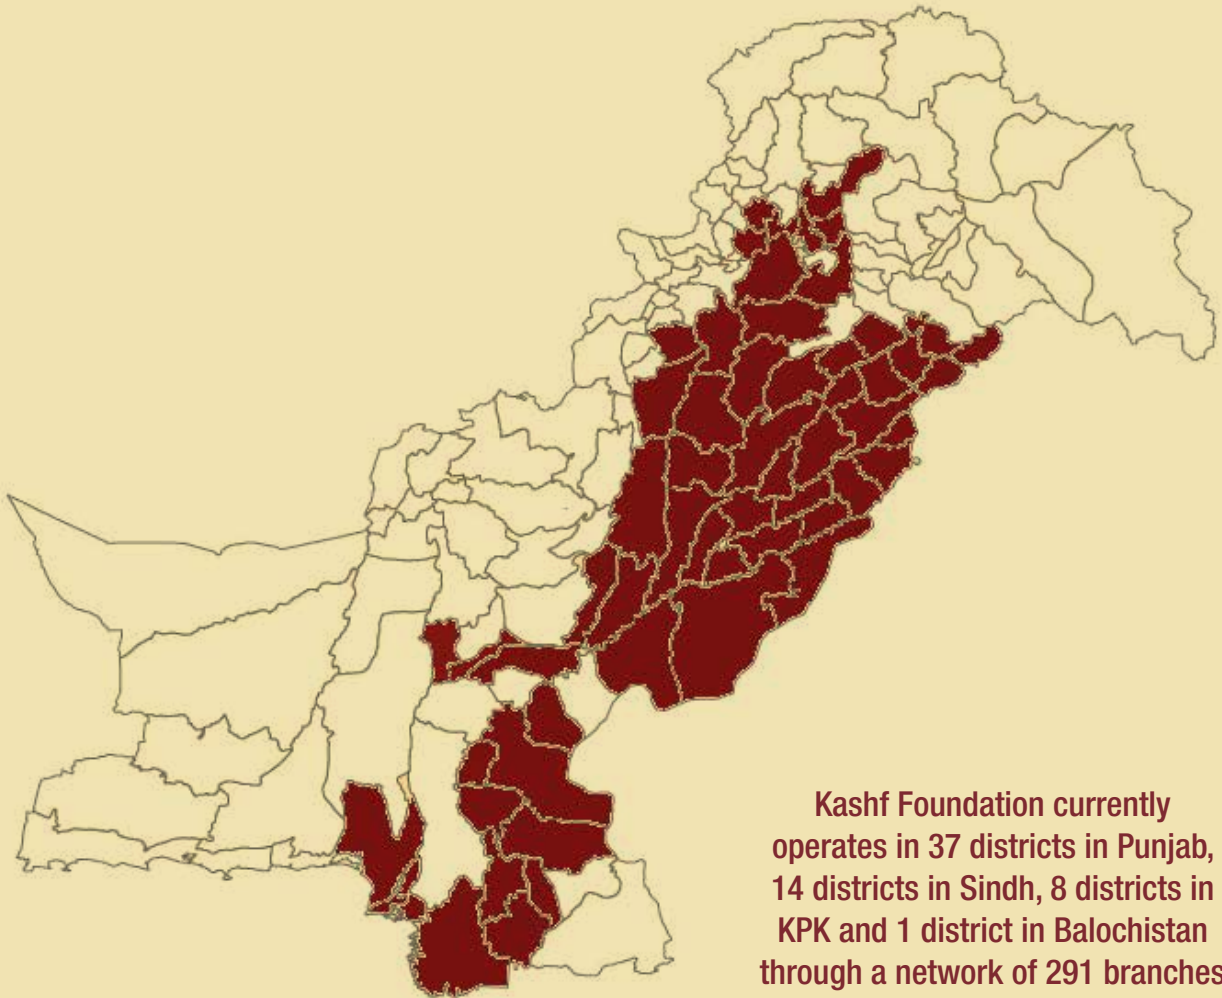 Kashf Foundation currently
operates in 37 districts in Punjab,
14 districts in Sindh, 8 districts in
KPK and 1 district in Balochistan
through a network of 291 branches